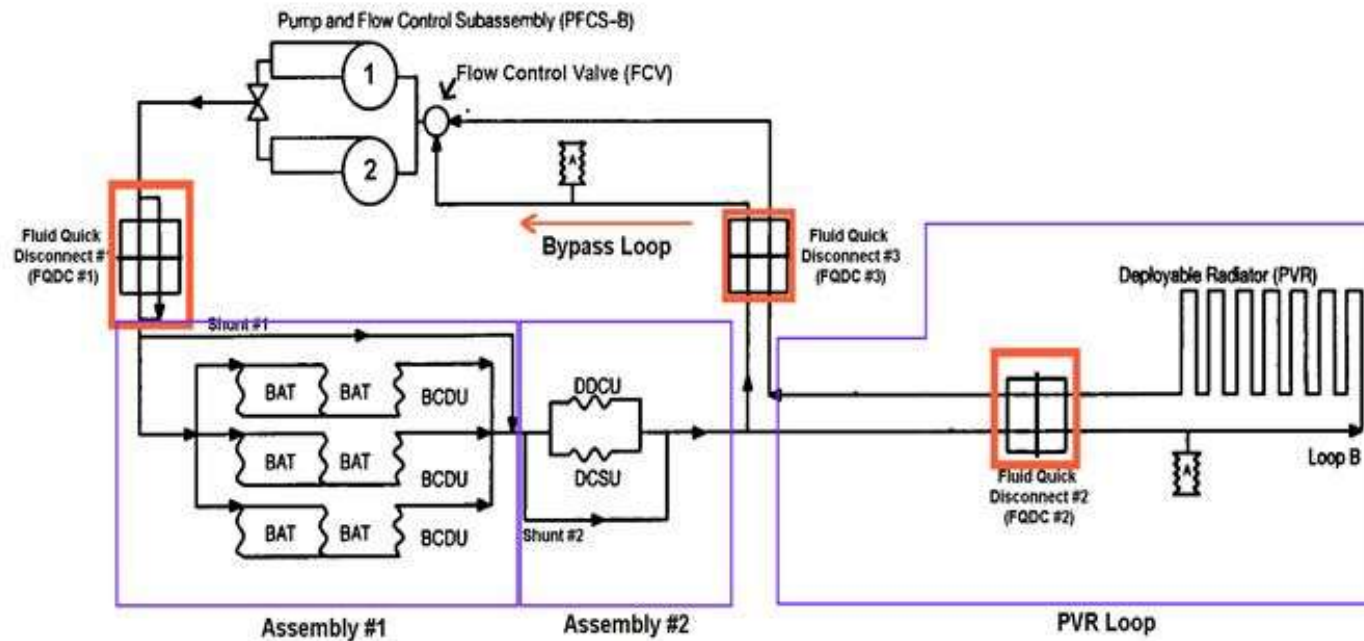 Pump and Flow Control Subassembly (PFCS-B)
1
Flow Control Valve (FCV)
2
A
Bypass Loop
Fluid Quick
Disconnect #1
(FQDC #1)
Fluid Quick
Disconnect #3
(FQDC #3)
Deployable Radiator (PVR)
Shunt #1
BAT BAT BCDU
BAT BAT BCDU
BAT BAT BCDU
DDCU
DCSU
Shunt #2
A
Loop B
Fluid Quick
Disconnect #2
(FQDC #2)
Assembly #1
Assembly #2
PVR Loop